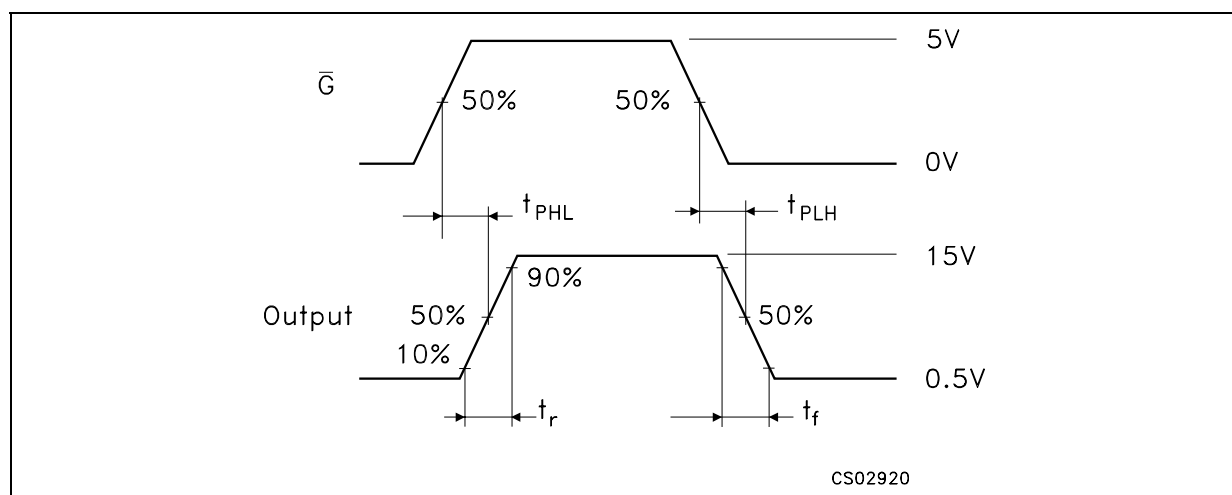 5V
G̅
50%
50%
0V
tPHL
tPLH
15V
90%
Output
50%
50%
10%
0.5V
tr
tf
CS02920